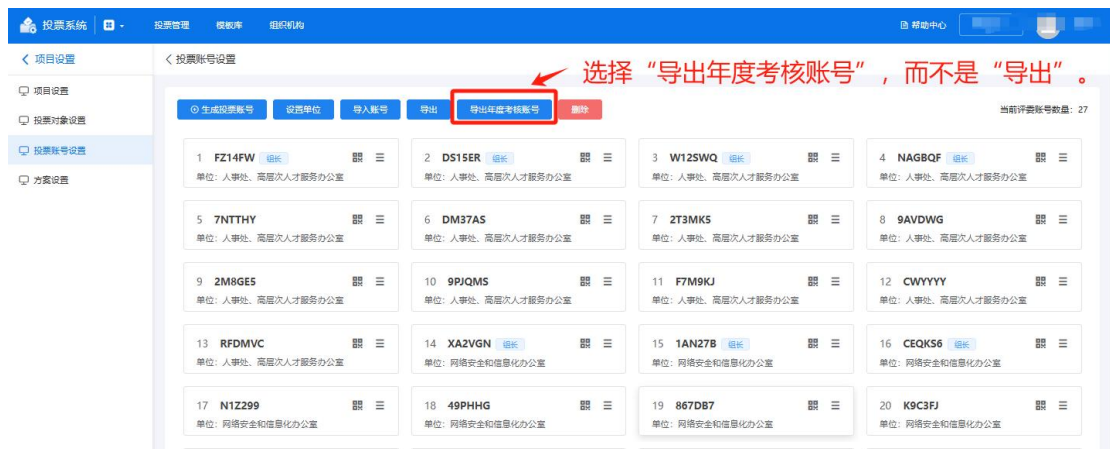 投票系统 投票管理 模板库 组织机构 帮助中心
项目设置 投票账号设置
选择“导出年度考核账号”，而不是“导出”。
项目设置
投票对象设置
投票账号设置
方案设置
生成投票账号 设置单位 导入账号 导出 导出年度考核账号 删除 当前评委账号数量：27
1 FZ14FW 组长
单位：人事处、高层次人才服务办公室
2 DS15ER 组长
单位：人事处、高层次人才服务办公室
3 W12SWQ 组长
单位：人事处、高层次人才服务办公室
4 NAGBQF 组长
单位：人事处、高层次人才服务办公室
5 7NTTHY
单位：人事处、高层次人才服务办公室
6 DM37AS
单位：人事处、高层次人才服务办公室
7 2T3MK5
单位：人事处、高层次人才服务办公室
8 9AVDWG
单位：人事处、高层次人才服务办公室
9 2M8GE5
单位：人事处、高层次人才服务办公室
10 9PJQMS
单位：人事处、高层次人才服务办公室
11 F7M9KJ
单位：人事处、高层次人才服务办公室
12 CWYYYY
单位：人事处、高层次人才服务办公室
13 RFDMVC
单位：人事处、高层次人才服务办公室
14 XA2VGN 组长
单位：网络安全和信息化办公室
15 1AN27B 组长
单位：网络安全和信息化办公室
16 CEQKS6 组长
单位：网络安全和信息化办公室
17 N1Z299
单位：网络安全和信息化办公室
18 49PHHG
单位：网络安全和信息化办公室
19 867DB7
单位：网络安全和信息化办公室
20 K9C3FJ
单位：网络安全和信息化办公室